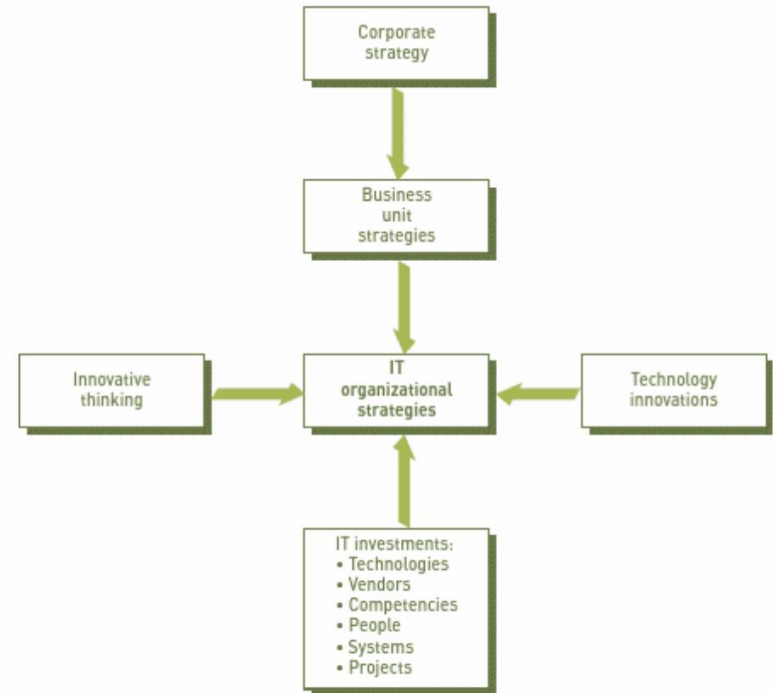 Corporate
strategy
Business
unit
strategies
Innovative
thinking
IT
organizational
strategies
Technology
innovations
IT investments:
• Technologies
• Vendors
• Competencies
• People
• Systems
• Projects